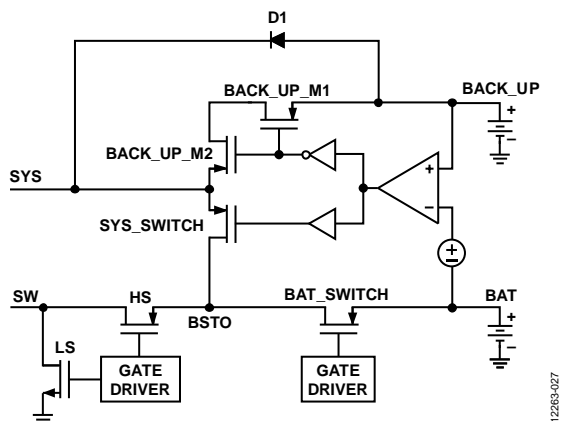 D1
BACK_UP_M1
BACK_UP
+
−
BACK_UP_M2
SYS
+
−
SYS_SWITCH
+
−
SW
HS
BSTO
BAT_SWITCH
BAT
+
−
LS
GATE
DRIVER
GATE
DRIVER
12263-027